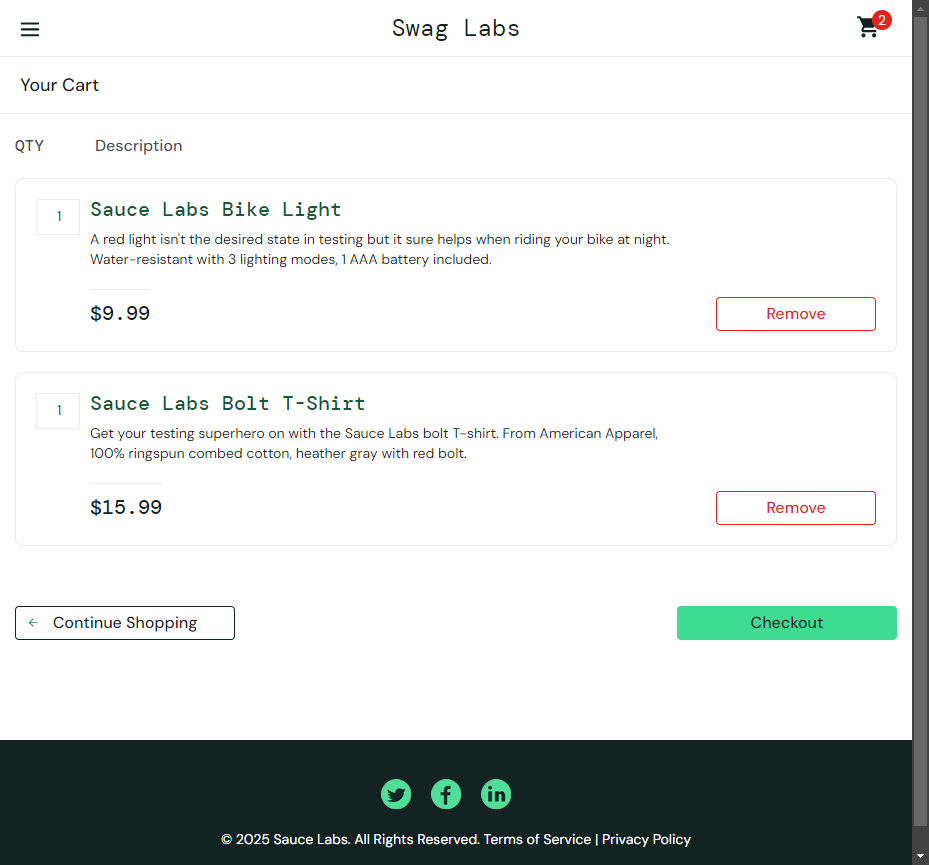 Swag Labs
2
Your Cart
QTY Description
1
Sauce Labs Bike Light
A red light isn't the desired state in testing but it sure helps when riding your bike at night.
Water-resistant with 3 lighting modes, 1 AAA battery included.
$9.99
Remove
1
Sauce Labs Bolt T-Shirt
Get your testing superhero on with the Sauce Labs bolt T-shirt. From American Apparel,
100% ringspun combed cotton, heather gray with red bolt.
$15.99
Remove
Continue Shopping
Checkout
© 2025 Sauce Labs. All Rights Reserved. Terms of Service | Privacy Policy